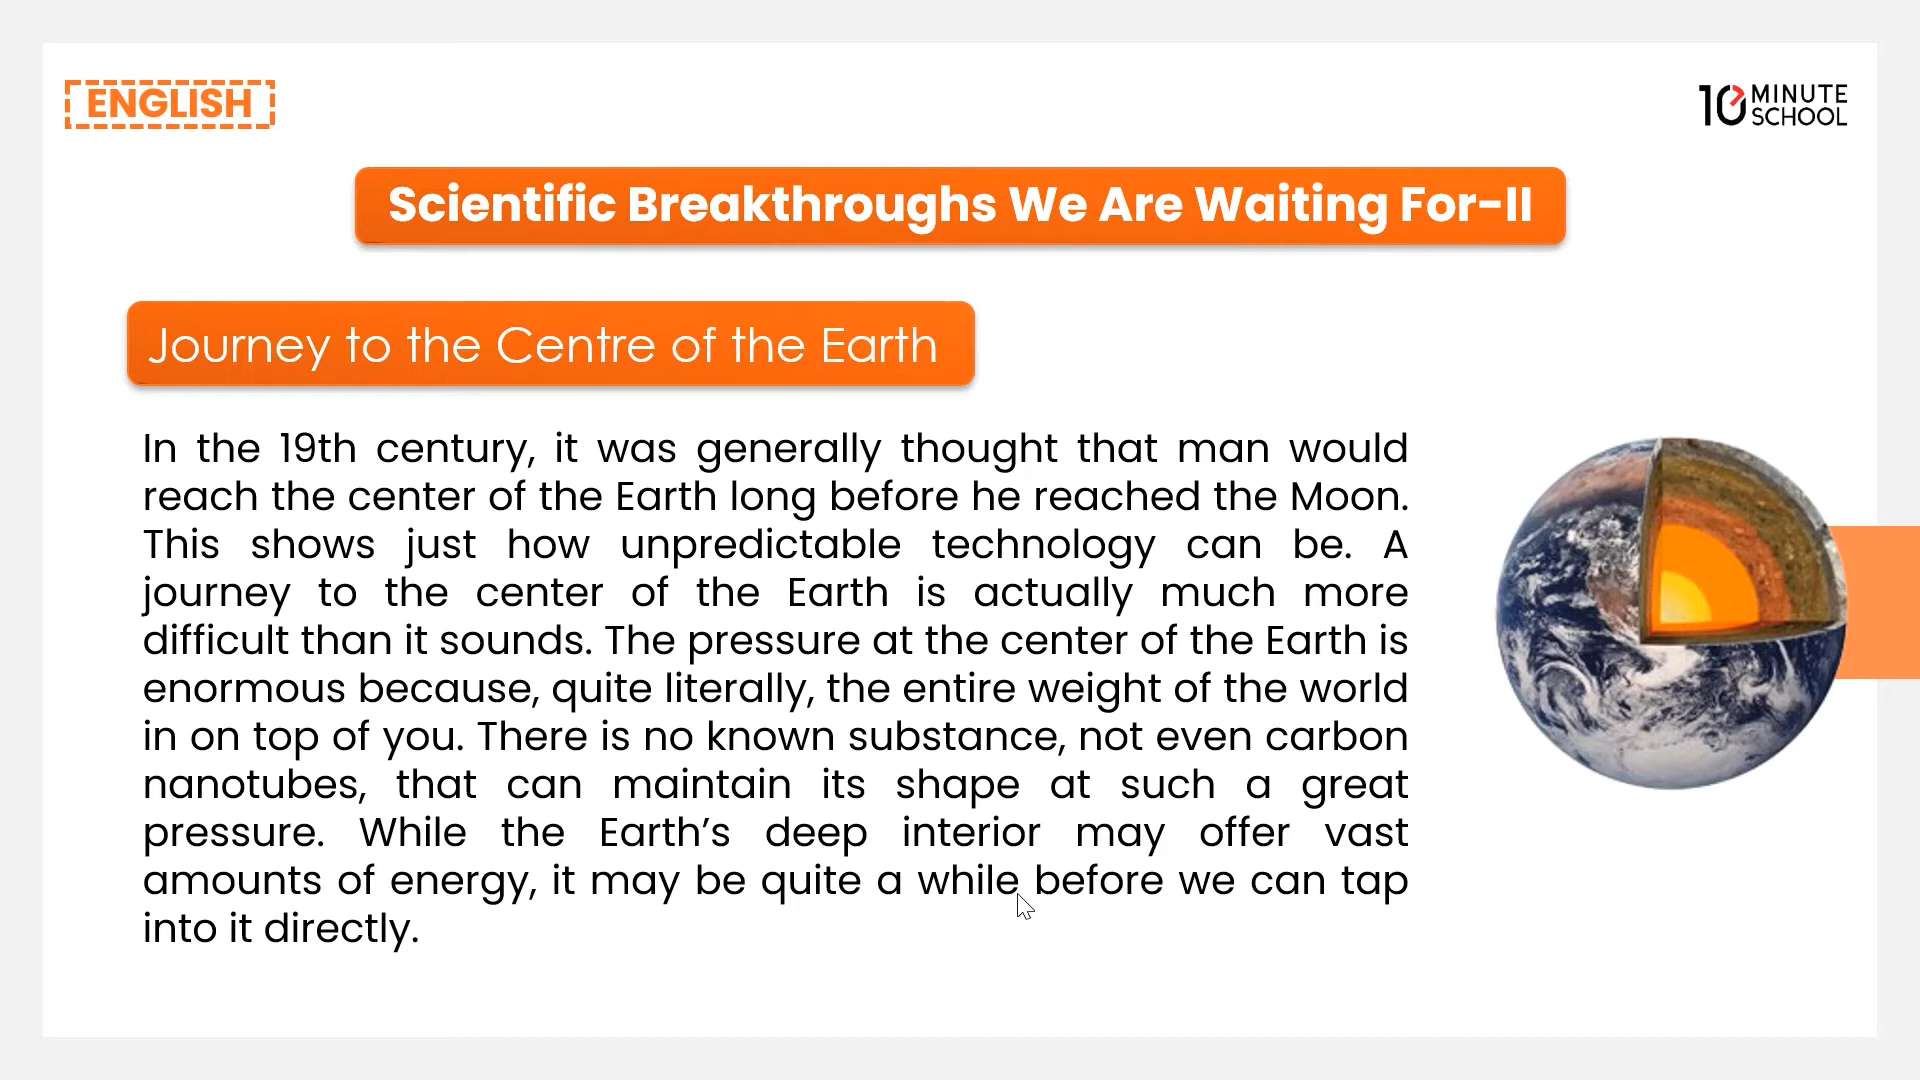 ENGLISH
10 MINUTE
SCHOOL
Scientific Breakthroughs We Are Waiting For-II
Journey to the Centre of the Earth
In the 19th century, it was generally thought that man would
reach the center of the Earth long before he reached the Moon.
This shows just how unpredictable technology can be. A
journey to the center of the Earth is actually much more
difficult than it sounds. The pressure at the center of the Earth is
enormous because, quite literally, the entire weight of the world
in on top of you. There is no known substance, not even carbon
nanotubes, that can maintain its shape at such a great
pressure. While the Earth’s deep interior may offer vast
amounts of energy, it may be quite a while before we can tap
into it directly.